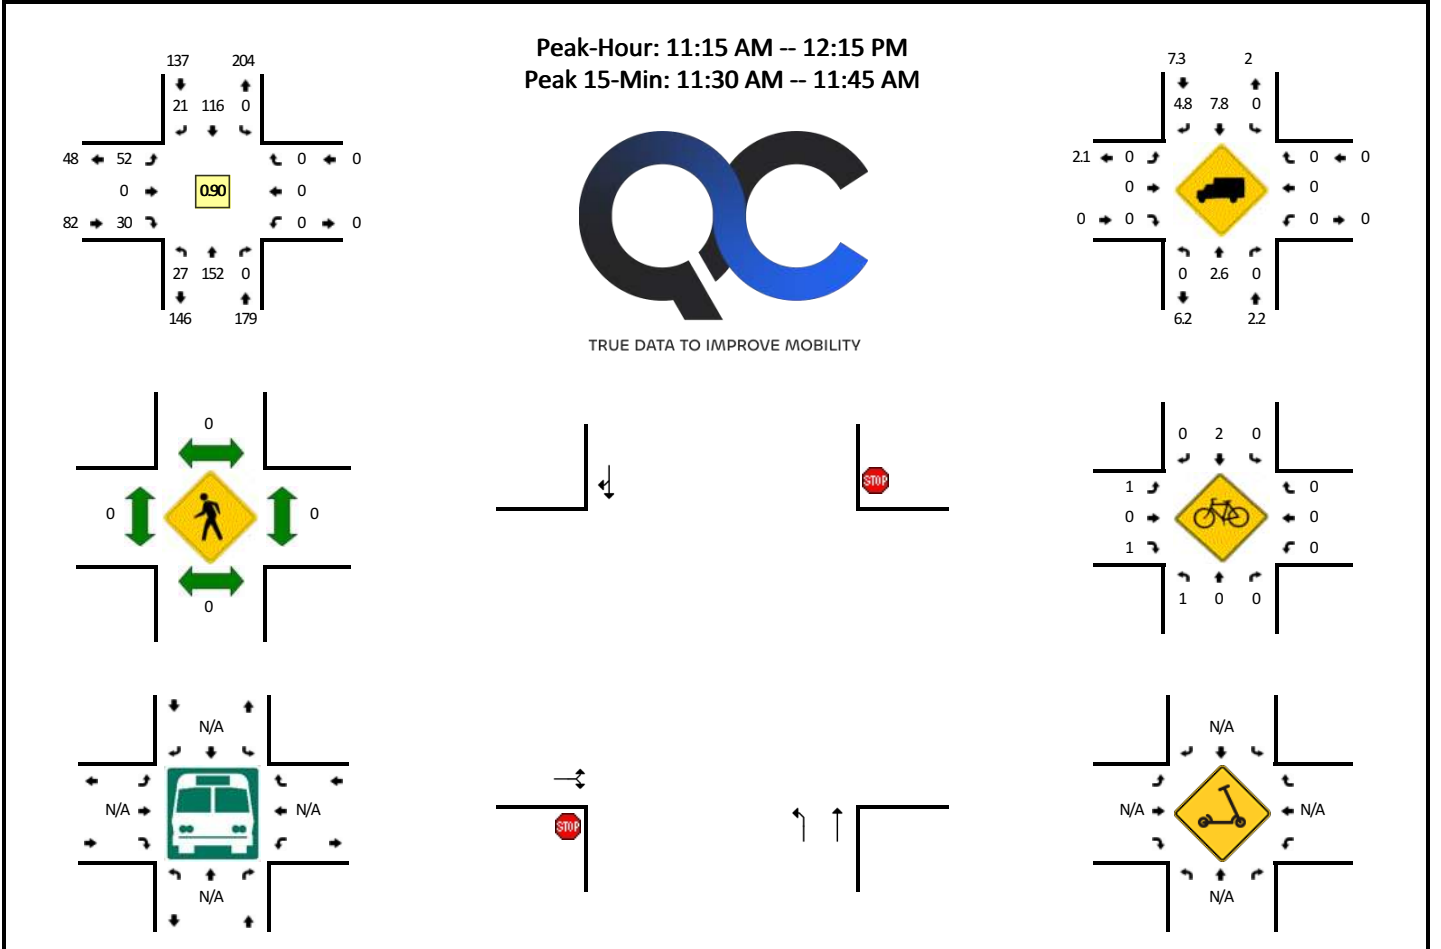 Peak-Hour: 11:15 AM -- 12:15 PM
Peak 15-Min: 11:30 AM -- 11:45 AM
137 204
21 116 0
48 52 0 0
0 0.90 0
82 30 0 0
27 152 0
146 179
QC
TRUE DATA TO IMPROVE MOBILITY
7.3 2
4.8 7.8 0
2.1 0 0 0
0 0
0 0 0 0
0 2.6 0
6.2 2.2
0
0 0
0
STOP
STOP
0 2 0
1 0
0 0
1 0
1 0 0
N/A
N/A N/A
N/A
N/A
N/A N/A
N/A